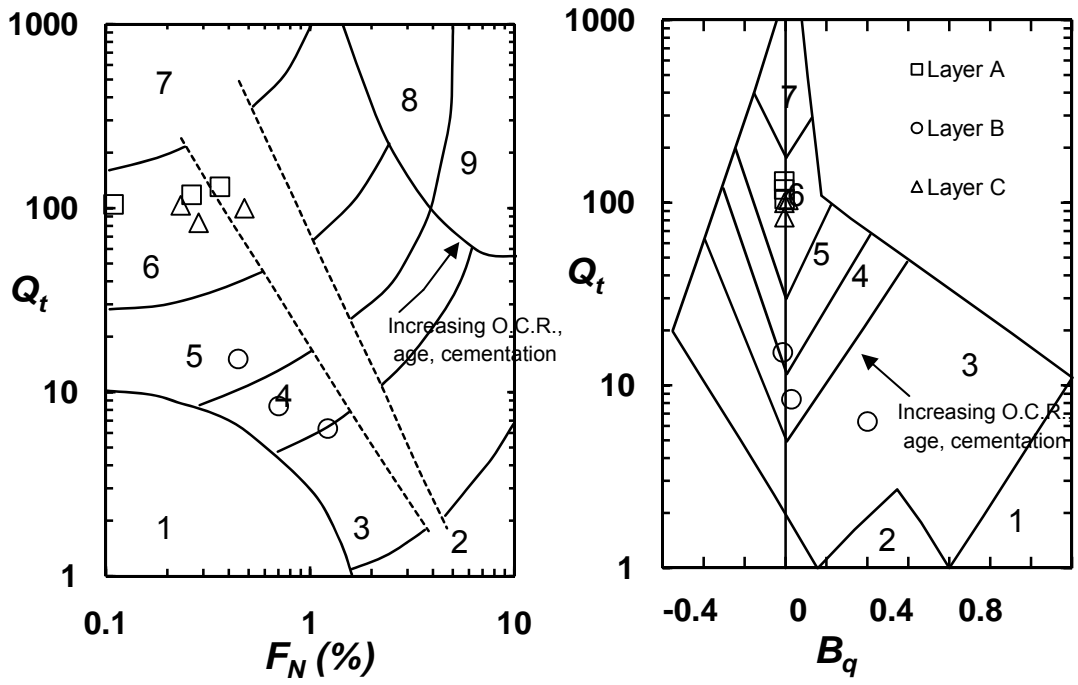 1000
100
10
1
Q_t
0.1
1
10
F_N (%)
7
8
9
6
5
4
1
3
2
Increasing O.C.R.,
age, cementation
1000
100
10
1
Q_t
-0.4
0
0.4
0.8
B_q
Layer A
Layer B
Layer C
7
6
5
4
3
2
1
Increasing O.C.R.,
age, cementation